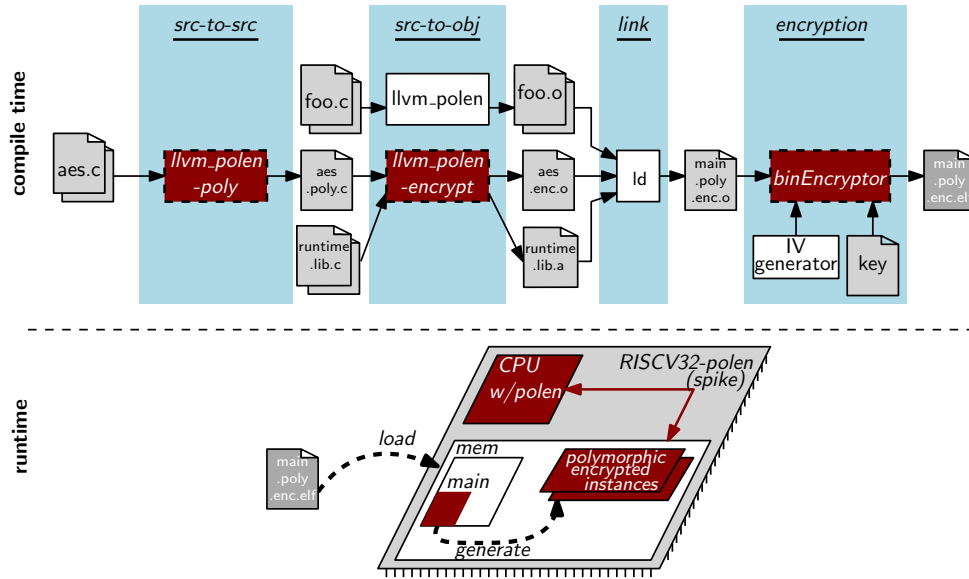 src-to-src
src-to-obj
link
encryption
compile time
aes.c
llvm_polen
-poly
foo.c
llvm_polen
foo.o
aes
.poly.c
llvm_polen
-encrypt
aes
.enc.o
runtime
.lib.c
runtime
.lib.a
ld
main
.poly
.enc.o
binEncryptor
main
.poly
.enc.elf
IV
generator
key
runtime
CPU
w/polen
RISCV32-polen
(spike)
load
main
.poly
.enc.elf
mem
main
polymorphic
encrypted
instances
generate